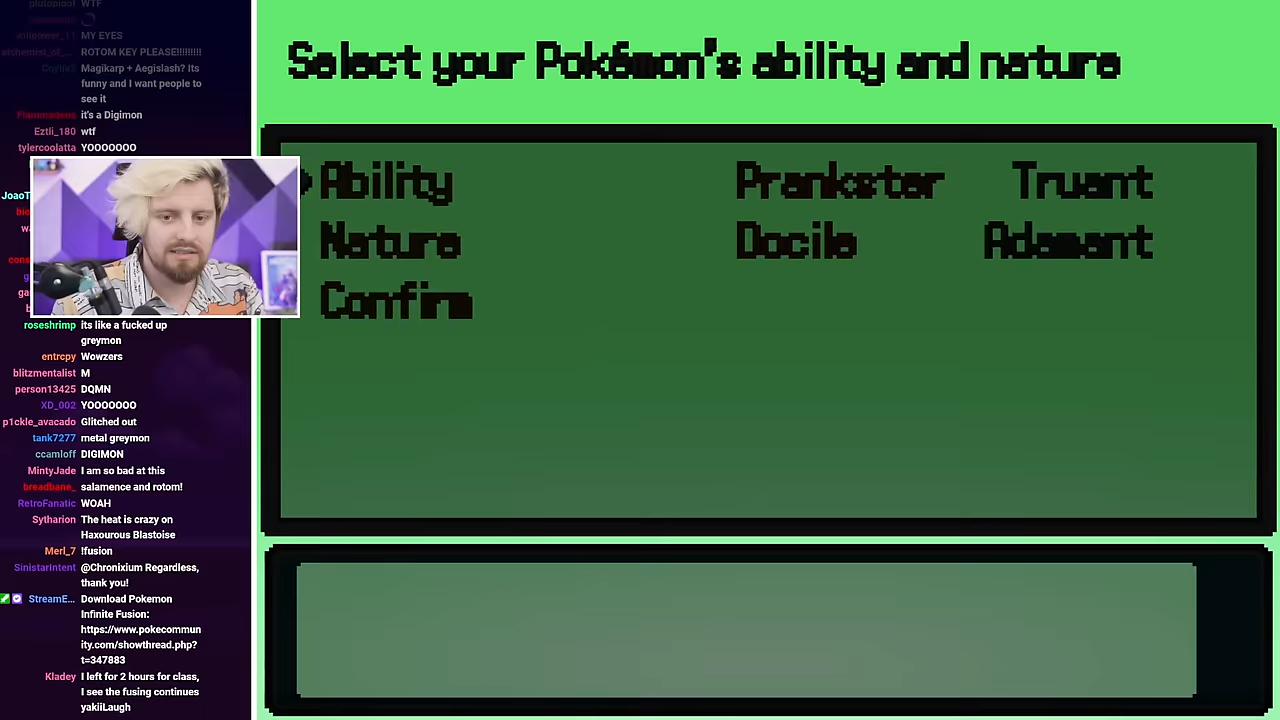 WTF
MY EYES
ROTOM KEY PLEASE!!!!!!!!!
Magikarp + Aegislash? Its
funny and I want people to
see it
it's a Digimon
Eztli_180 wtf
tylercoolatta YOOOOOOO
roseshrimp its like a fucked up
greymon
entrcpy Wowzers
blitzmentalist M
person13425 DQMN
XD_002 YOOOOOOO
p1ckle_avacado Glitched out
tank7277 metal greymon
ccamloff DIGIMON
MintyJade I am so bad at this
breadbane_ salamence and rotom!
RetroFanatic WOAH
Sytharion The heat is crazy on
Haxourous Blastoise
Merl_7 !fusion
SinistarIntent @Chronixium Regardless,
thank you!
StreamE... Download Pokemon
Infinite Fusion:
https://www.pokecommun
ity.com/showthread.php?
t=347883
Kladey I left for 2 hours for class,
I see the fusing continues
yakiiLaugh
Select your Pokémon's ability and nature
Ability Prankster Truant
Nature Docile Adamant
Confirm